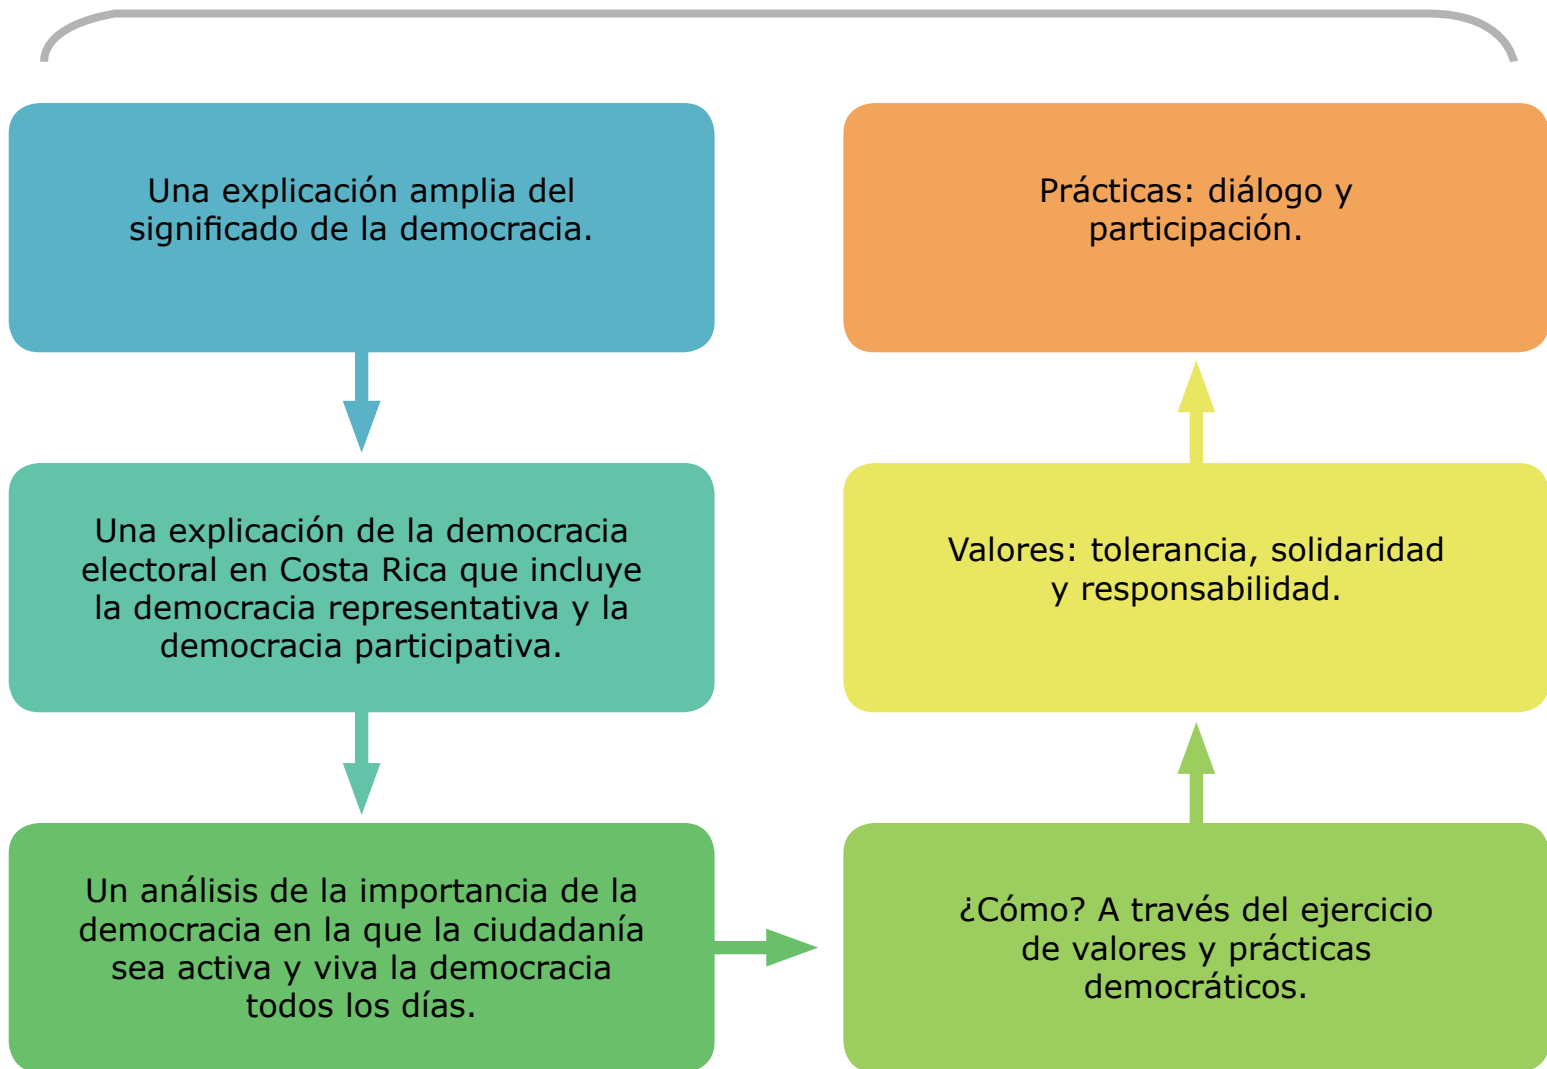 Una explicación amplia del
significado de la democracia.
Una explicación de la democracia
electoral en Costa Rica que incluye
la democracia representativa y la
democracia participativa.
Un análisis de la importancia de la
democracia en la que la ciudadanía
sea activa y viva la democracia
todos los días.
¿Cómo? A través del ejercicio
de valores y prácticas
democráticos.
Valores: tolerancia, solidaridad
y responsabilidad.
Prácticas: diálogo y
participación.